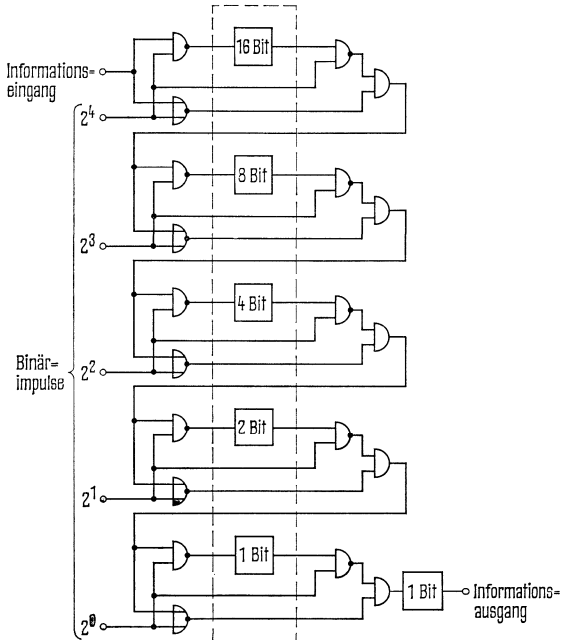 16 Bit
Informations=
eingang
2⁴
8 Bit
2³
4 Bit
Binär=
impulse
2²
2 Bit
2¹
1 Bit
1 Bit
Informations=
ausgang
2⁰